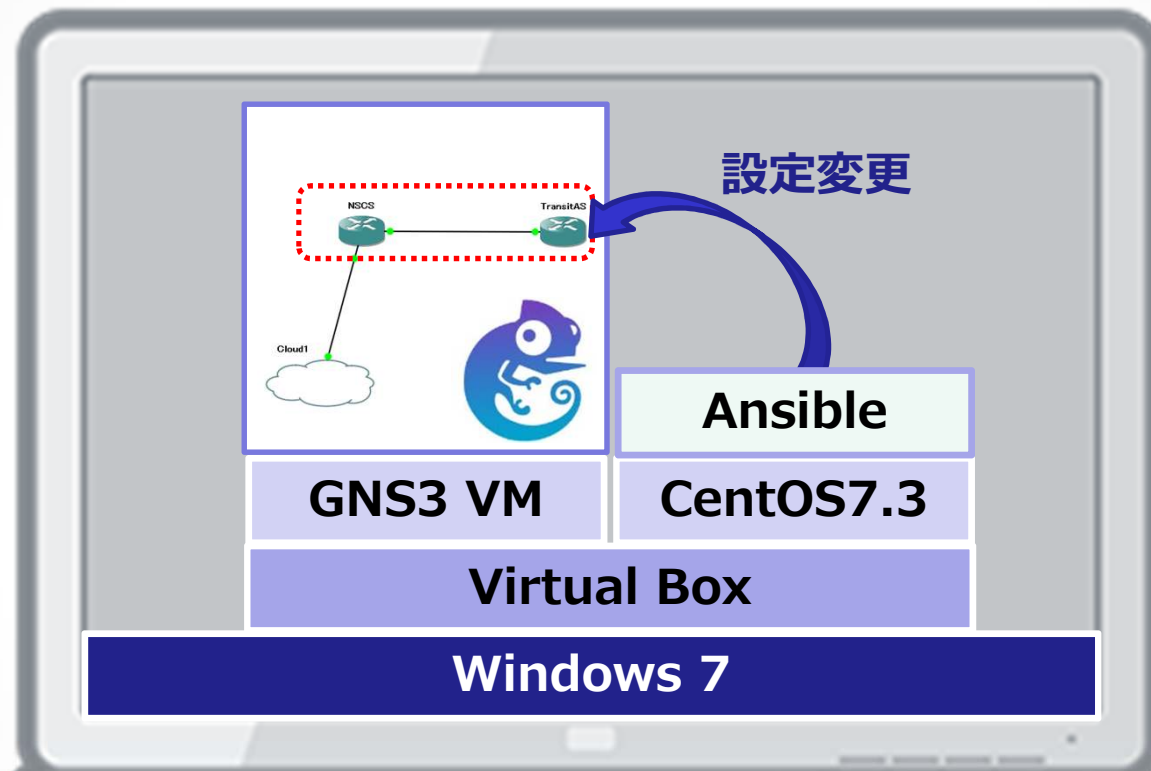 設定変更
NSCS
TransitAS
Cloud1
Ansible
GNS3 VM
CentOS7.3
Virtual Box
Windows 7